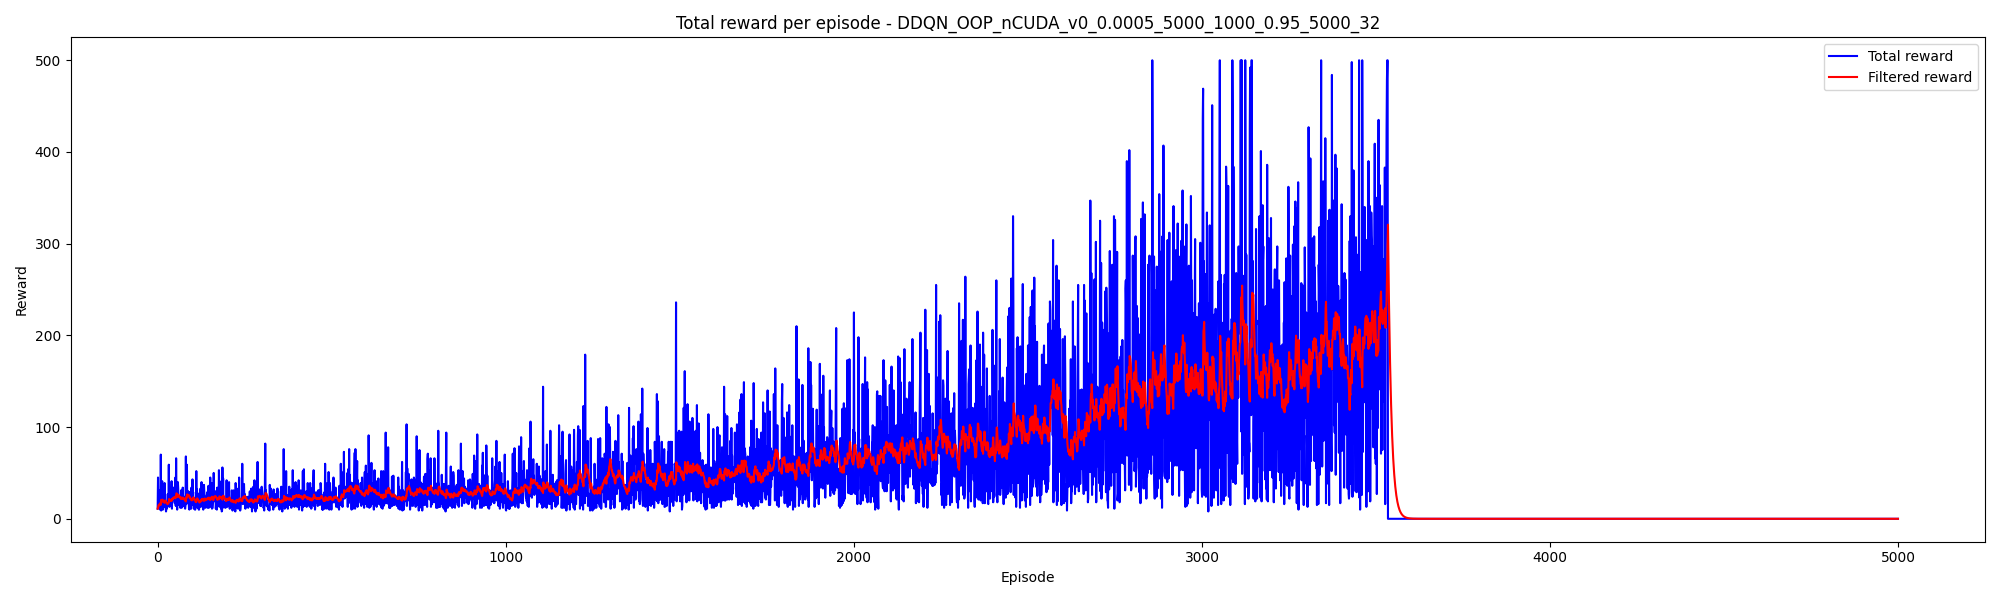 Total reward per episode - DDQN_OOP_nCUDA_v0_0.0005_5000_1000_0.95_5000_32
Total reward
Filtered reward
500
400
300
200
100
0
Reward
0 1000 2000 3000 4000 5000
Episode